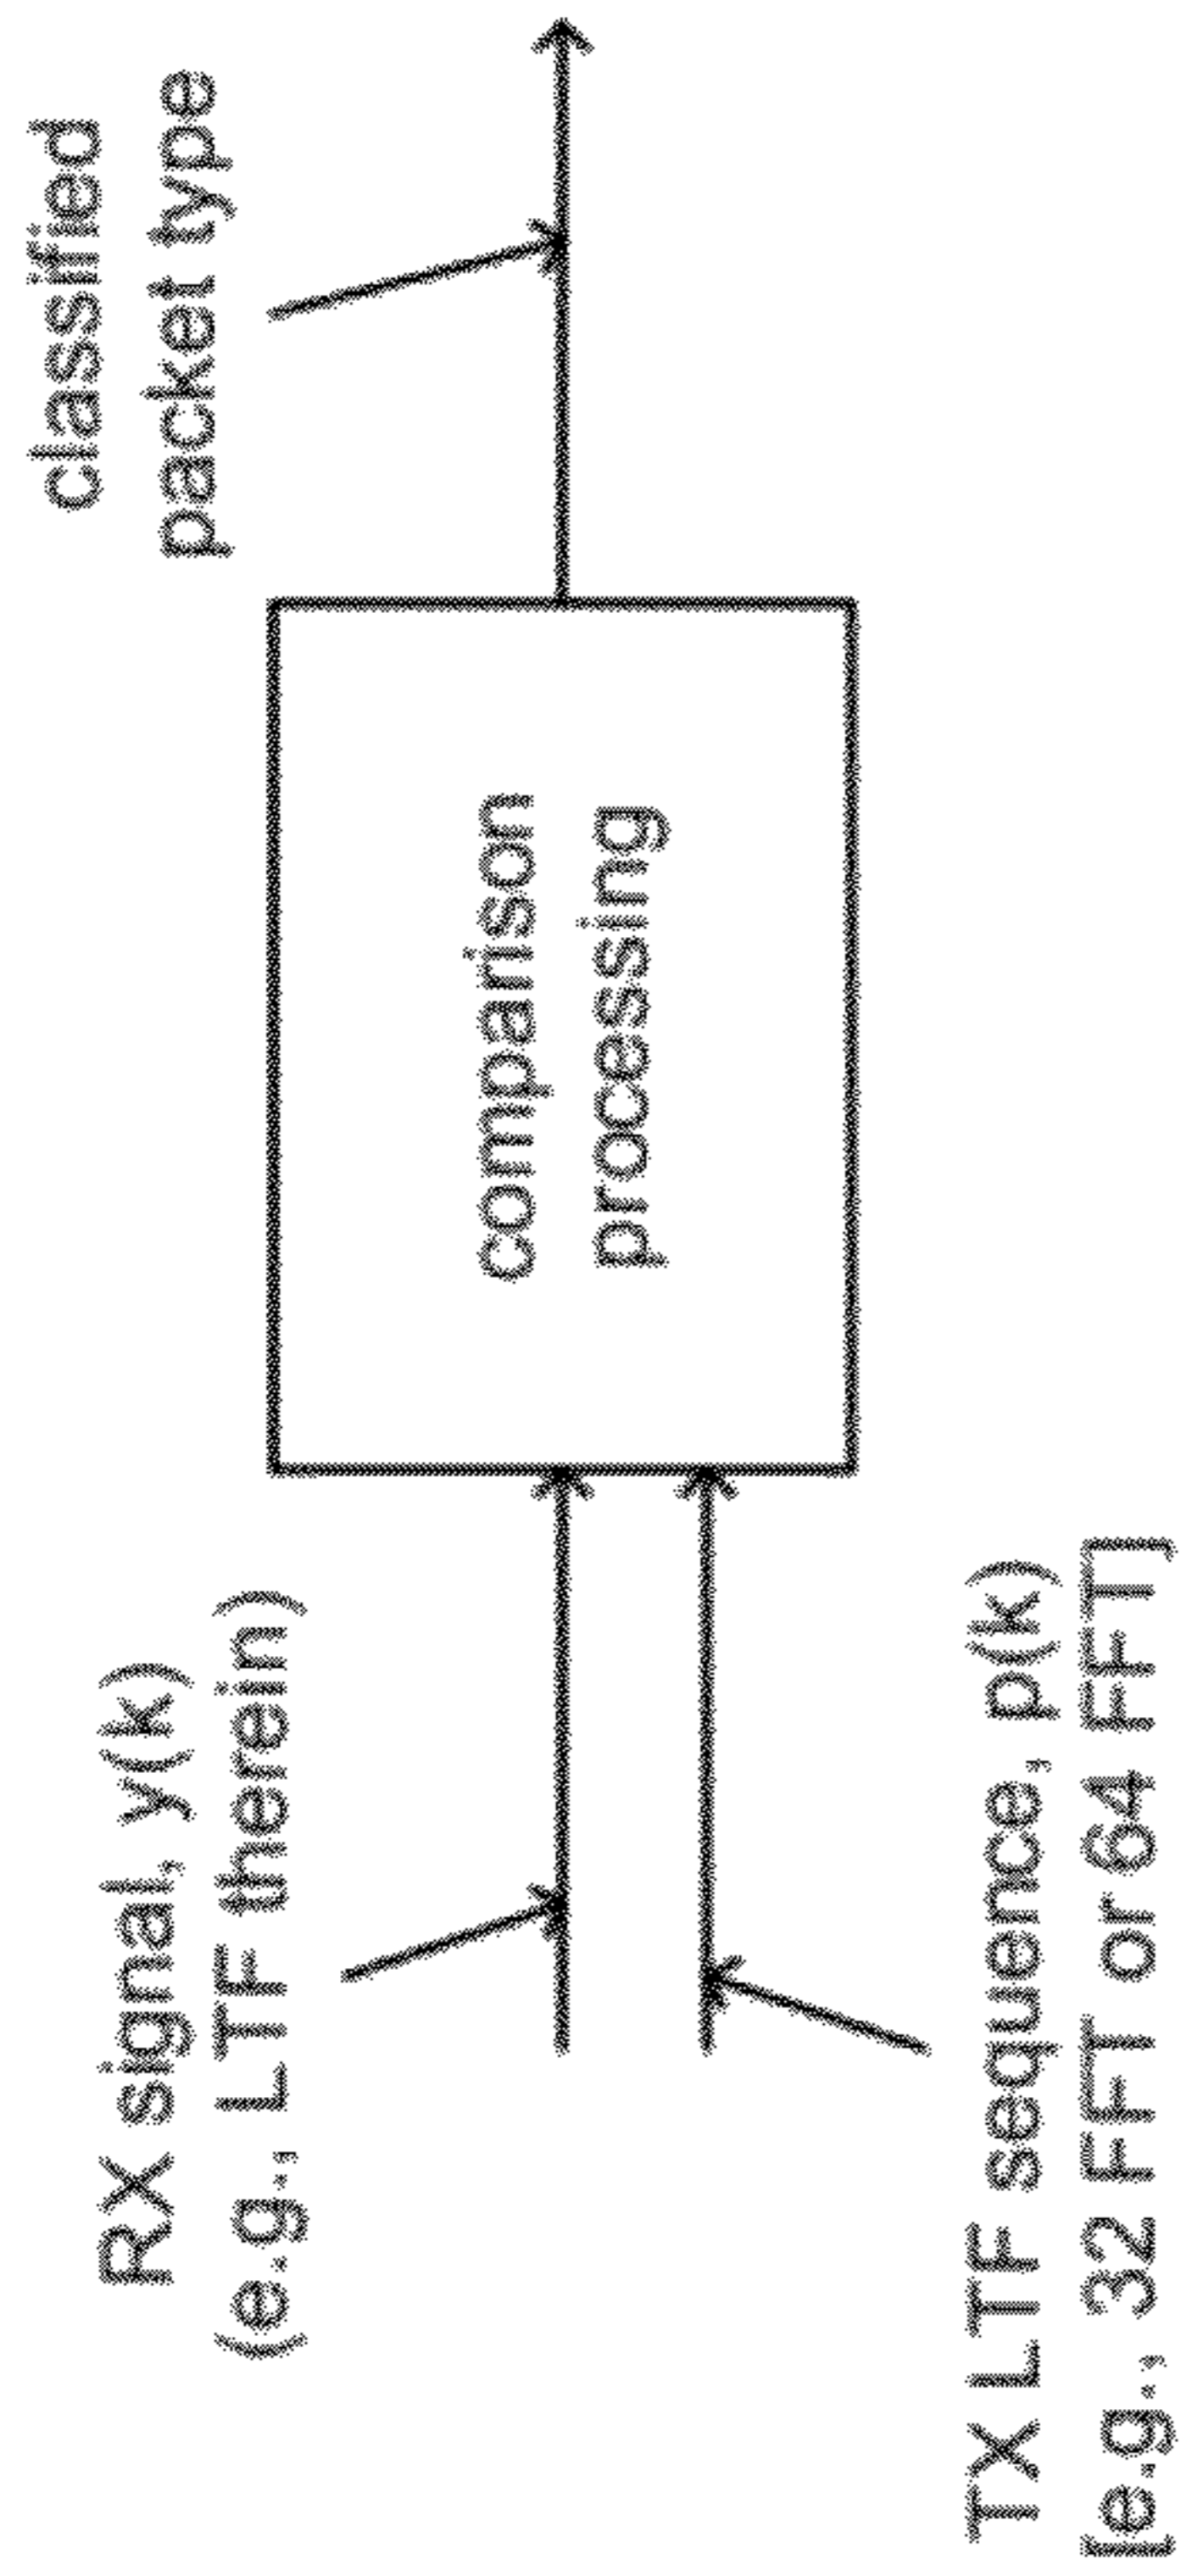 RX signal, y(k)
(e.g., LTF therein)
TX LTF sequence, p(k)
[e.g., 32 FFT or 64 FFT]
comparison
processing
classified
packet type